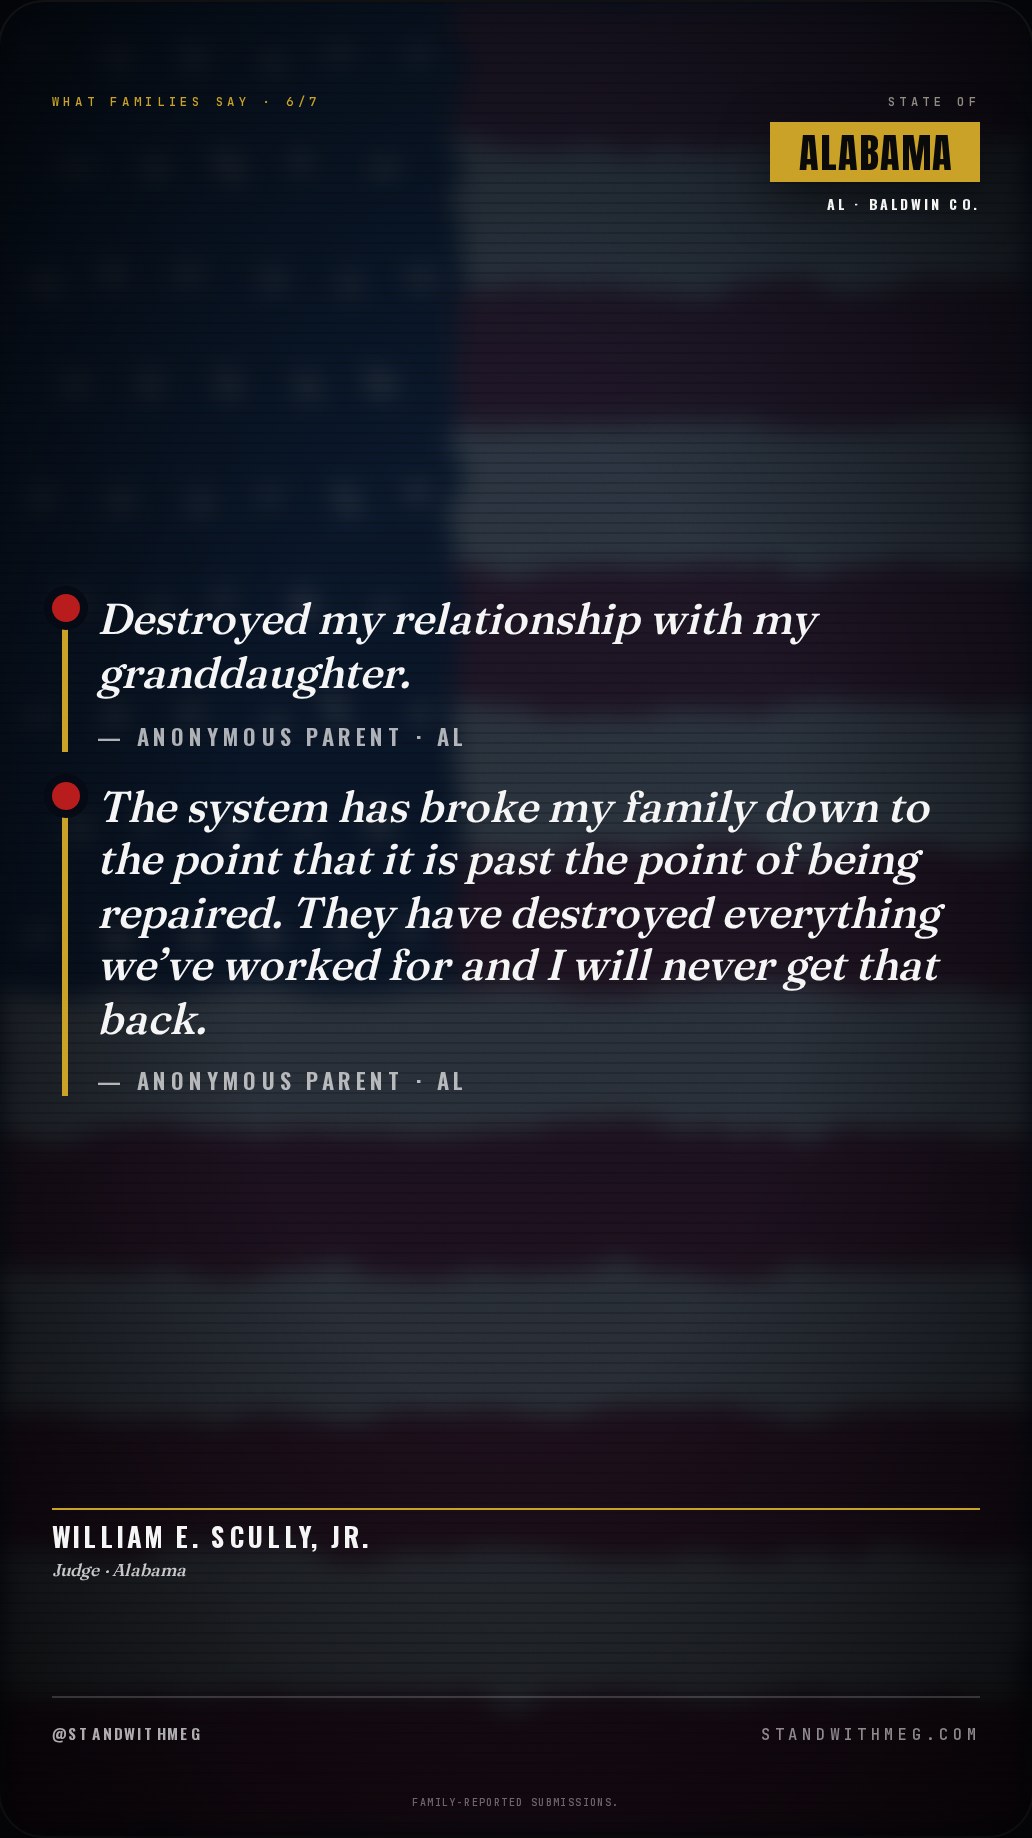 WHAT FAMILIES SAY · 6/7
STATE OF
ALABAMA
AL · BALDWIN CO.
Destroyed my relationship with my
granddaughter.
— ANONYMOUS PARENT · AL
The system has broke my family down to
the point that it is past the point of being
repaired. They have destroyed everything
we’ve worked for and I will never get that
back.
— ANONYMOUS PARENT · AL
WILLIAM E. SCULLY, JR.
Judge · Alabama
@STANDWITHMEG
STANDWITHMEG.COM
FAMILY-REPORTED SUBMISSIONS.